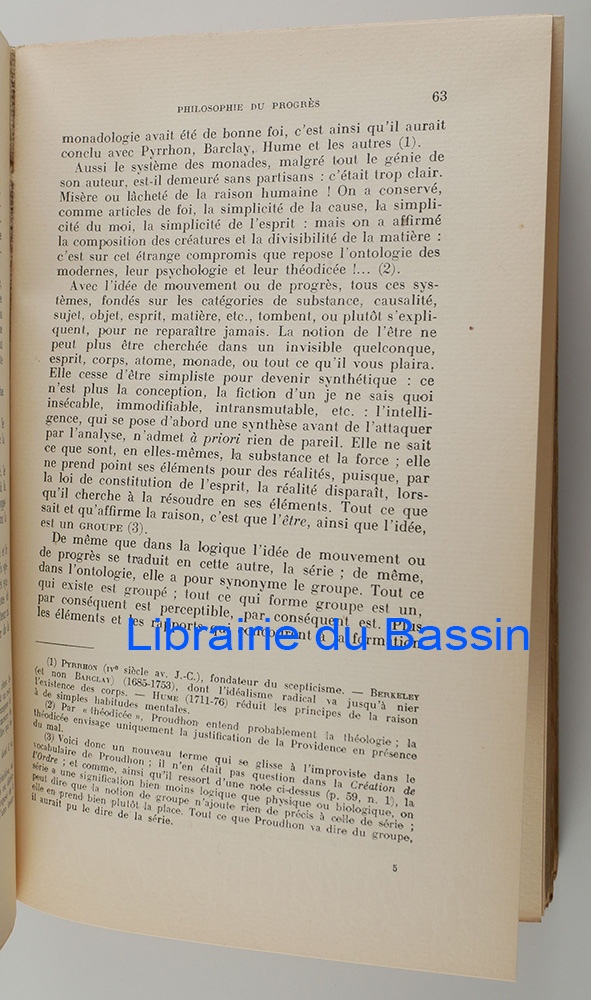 PHILOSOPHIE DU PROGRÈS 63
monadologie avait été de bonne foi, c'est ainsi qu'il aurait
conclu avec Pyrrhon, Barclay, Hume et les autres (1).
Aussi le système des monades, malgré tout le génie de
son auteur, est-il demeuré sans partisans : c'était trop clair.
Misère ou lâcheté de la raison humaine ! On a conservé,
comme articles de foi, la simplicité de la cause, la simpli-
cité du moi, la simplicité de l'esprit ; mais on a affirmé
la composition des créatures et la divisibilité de la matière :
c'est sur cet étrange compromis que repose l'ontologie des
modernes, leur psychologie et leur théodicée !... (2).
Avec l'idée de mouvement ou de progrès, tous ces sys-
tèmes, fondés sur les catégories de substance, causalité,
sujet, objet, esprit, matière, etc., tombent, ou plutôt s'expli-
quent, pour ne reparaître jamais. La notion de l'être ne
peut plus être cherchée dans un invisible quelconque,
esprit, corps, atome, monade, ou tout ce qu'il vous plaira.
Elle cesse d'être simpliste pour devenir synthétique : ce
n'est plus la conception, la fiction d'un je ne sais quoi
insécable, immodifiable, intransmutable, etc. : l'intelli-
gence, qui se pose d'abord une synthèse avant de l'attaquer
par l'analyse, n'admet à priori rien de pareil. Elle ne sait
ce que sont, en elles-mêmes, la substance et la force ; elle
ne prend point ses éléments pour des réalités, puisque, par
la loi de constitution de l'esprit, la réalité disparaît, lors-
qu'il cherche à la résoudre en ses éléments. Tout ce que
sait et qu'affirme la raison, c'est que l'être, ainsi que l'idée,
est un GROUPE (3).
De même que dans la logique l'idée de mouvement ou
de progrès se traduit en cette autre, la série ; de même,
dans l'ontologie, elle a pour synonyme le groupe. Tout ce
qui existe est groupé ; tout ce qui forme groupe est un,
par conséquent est perceptible, par conséquent est. Plus
les éléments et les rapports qui concourent à la formation
Librairie du Bassin
(1) PYRRHON (IVe siècle av. J.-C.), fondateur du scepticisme. — BERKELEY
(et non BARCLAY) (1685-1753), dont l'idéalisme radical va jusqu'à nier
l'existence des corps. — HUME (1711-76) réduit les principes de la raison
à de simples habitudes mentales.
(2) Par « théodicée », Proudhon entend probablement la théologie ; la
théodicée envisage uniquement la justification de la Providence en présence
du mal.
(3) Voici donc un nouveau terme qui se glisse à l'improviste dans le
vocabulaire de Proudhon ; il n'en était pas question dans la Création de
l'Ordre ; et comme, ainsi qu'il ressort d'une note ci-dessus (p. 59, n. 1), la
série a une signification bien moins logique que physique ou biologique, on
peut dire que la notion de groupe n'ajoute rien de précis à celle de série ;
elle en prend bien plutôt la place. Tout ce que Proudhon va dire du groupe,
il aurait pu le dire de la série.
5